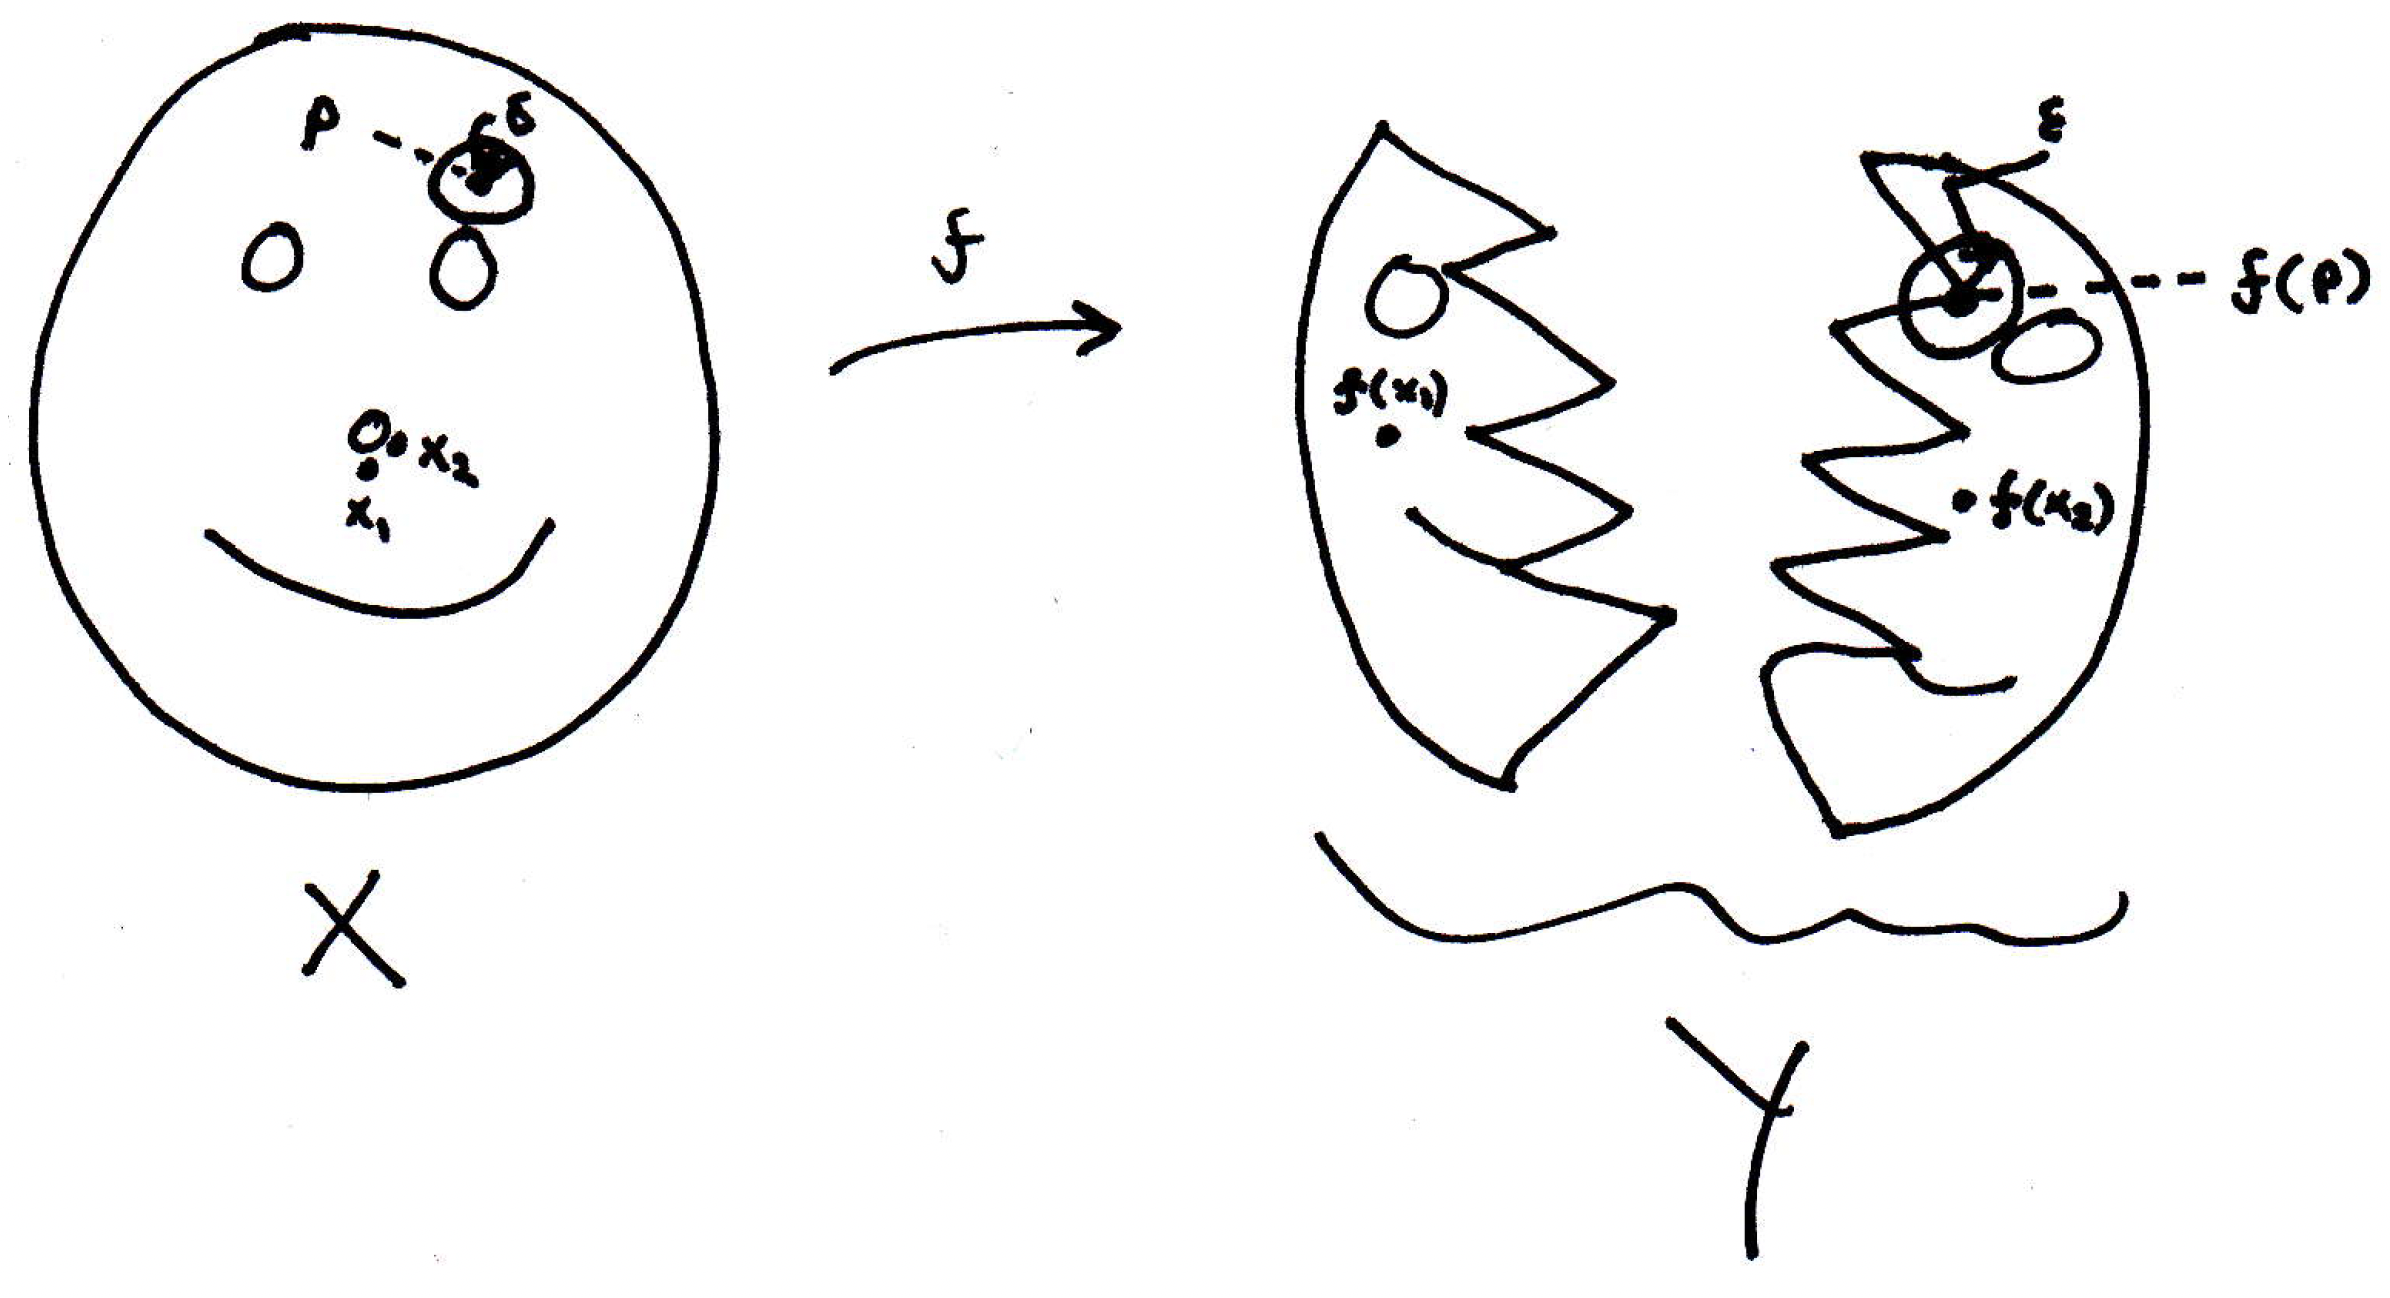 p
δ
x₂
x₁
X
f
f(x₁)
ε
f(p)
f(x₂)
Y